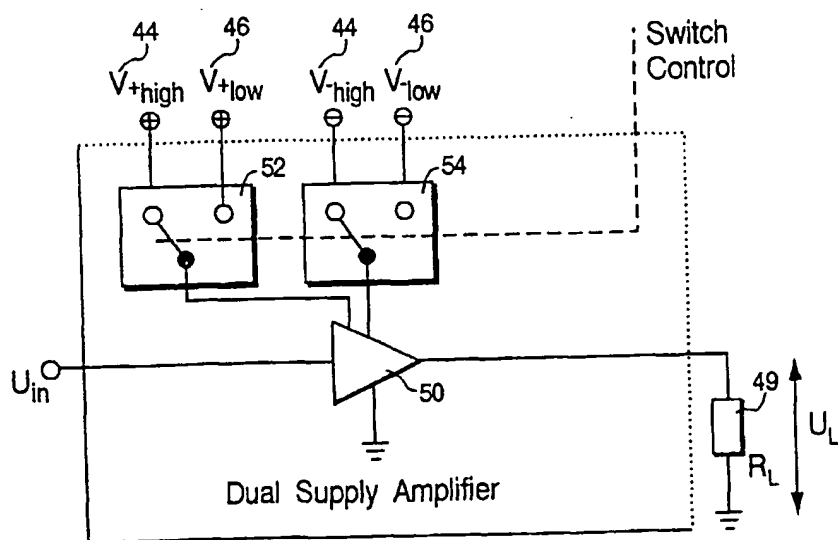 44 46 44 46
V+high V+low V-high V-low
Switch
Control
52 54
Uin
50
49
UL
RL
Dual Supply Amplifier